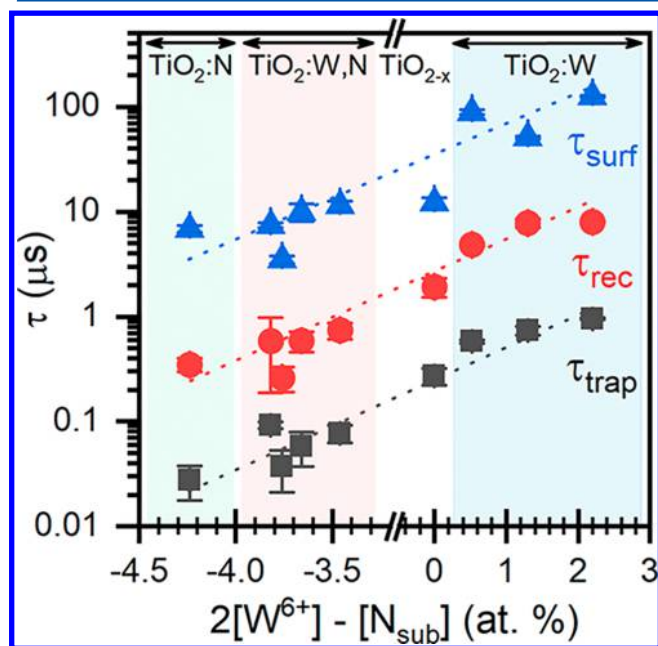 TiO₂:N TiO₂:W,N TiO₂₋ₓ TiO₂:W
100
10
1
0.1
0.01
τ (μs)
τsurf
τrec
τtrap
-4.5 -4.0 -3.5 0 1 2 3
2[W⁶⁺] - [Nsub] (at. %)